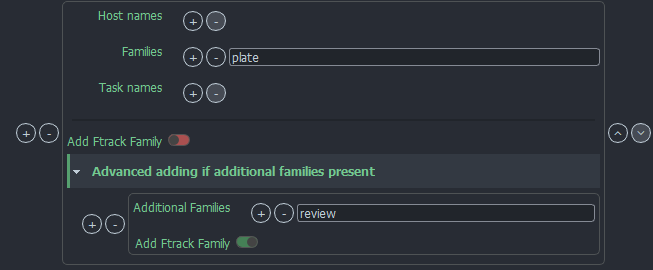 Host names
Families plate
Task names
Add Ftrack Family
Advanced adding if additional families present
Additional Families review
Add Ftrack Family